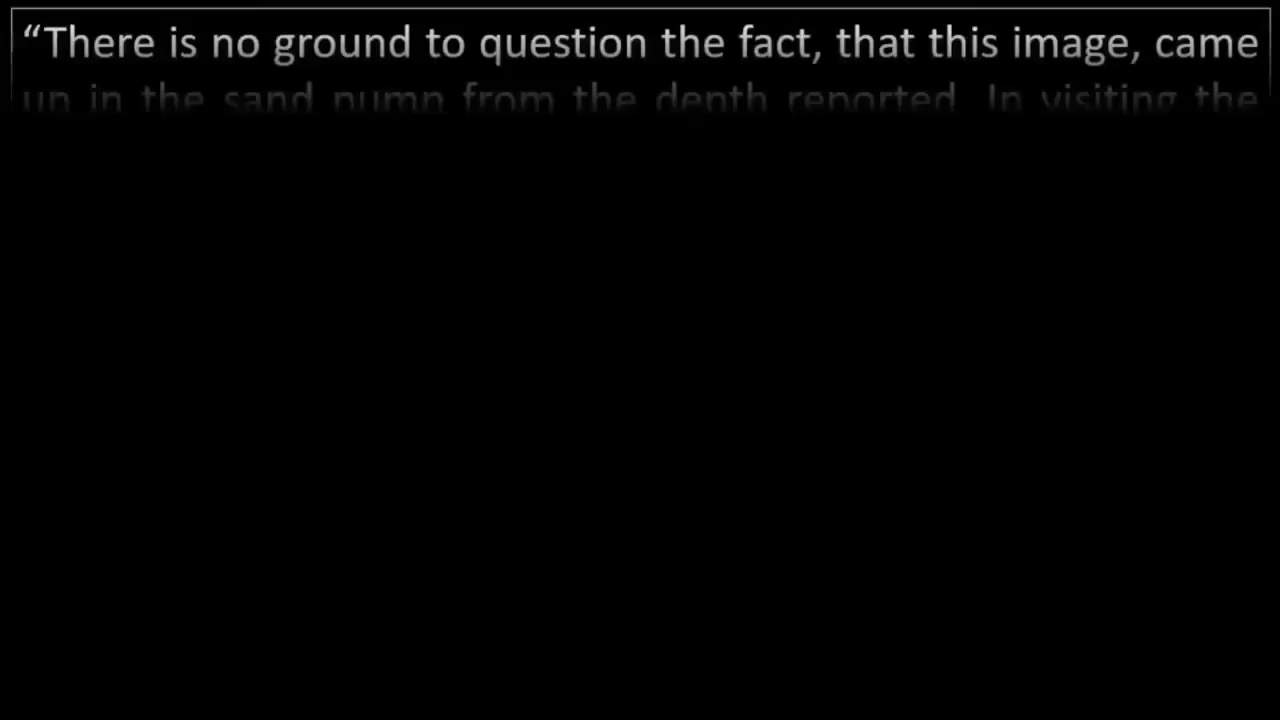 “There is no ground to question the fact, that this image, came
up in the sand pump from the depth reported. In visiting the